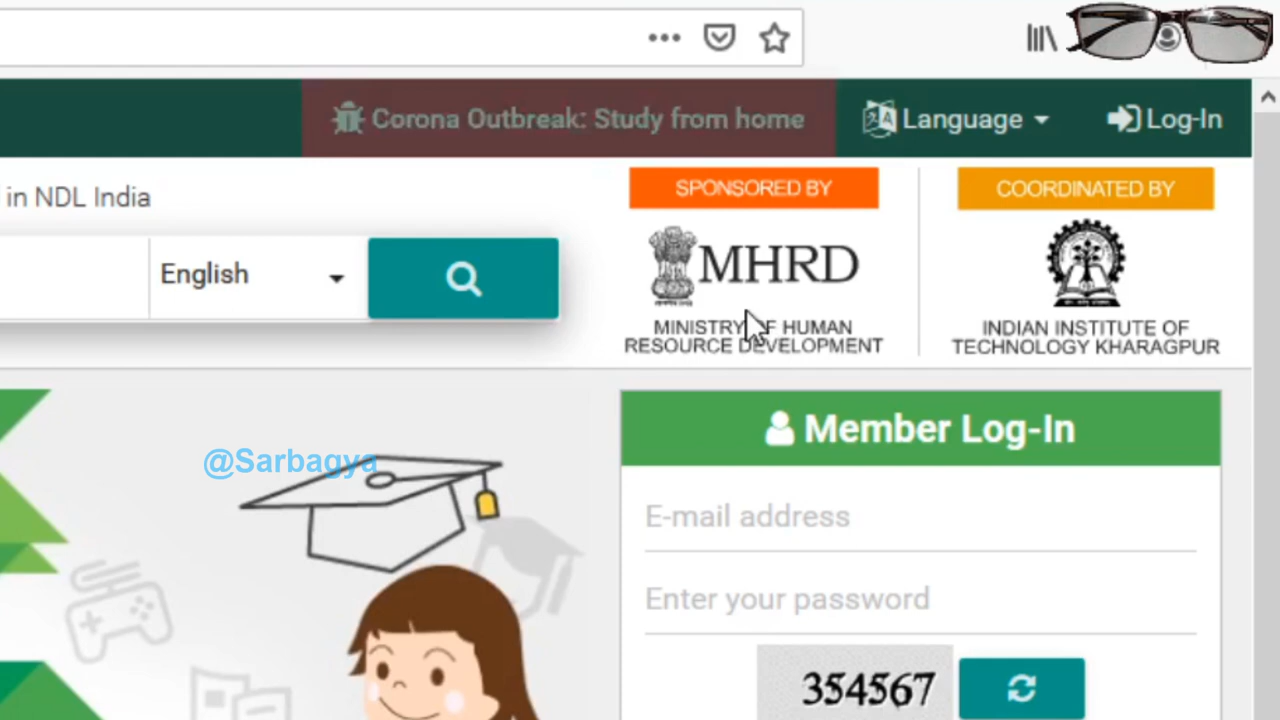 Corona Outbreak: Study from home
Language
Log-In
in NDL India
English
SPONSORED BY
MHRD
MINISTRY OF HUMAN
RESOURCE DEVELOPMENT
COORDINATED BY
INDIAN INSTITUTE OF
TECHNOLOGY KHARAGPUR
@Sarbagya
Member Log-In
E-mail address
Enter your password
354567